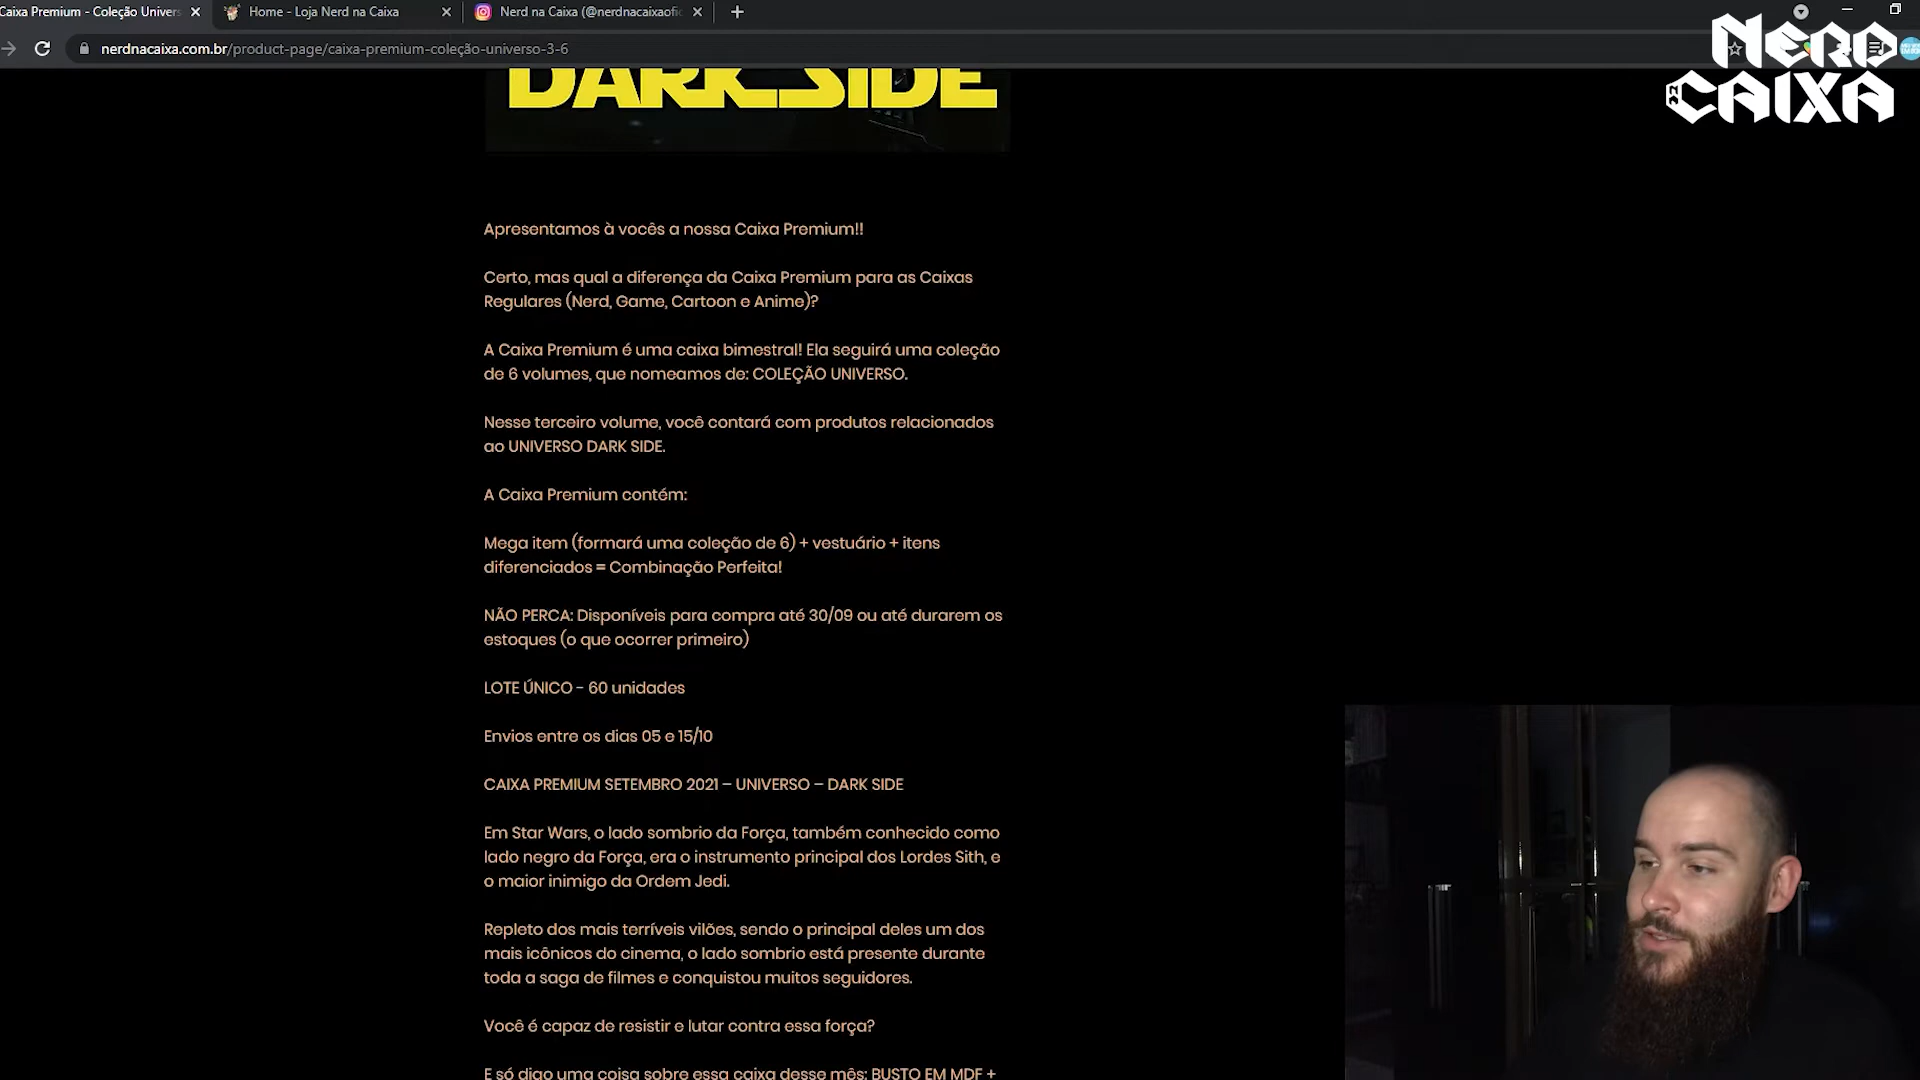 Caixa Premium - Coleção Univers
Home - Loja Nerd na Caixa
Nerd na Caixa (@nerdnacaixaofic
nerdnacaixa.com.br/product-page/caixa-premium-coleção-universo-3-6
NERD
NA CAIXA
DARK SIDE
Apresentamos à vocês a nossa Caixa Premium!!
Certo, mas qual a diferença da Caixa Premium para as Caixas
Regulares (Nerd, Game, Cartoon e Anime)?
A Caixa Premium é uma caixa bimestral! Ela seguirá uma coleção
de 6 volumes, que nomeamos de: COLEÇÃO UNIVERSO.
Nesse terceiro volume, você contará com produtos relacionados
ao UNIVERSO DARK SIDE.
A Caixa Premium contém:
Mega item (formará uma coleção de 6) + vestuário + itens
diferenciados = Combinação Perfeita!
NÃO PERCA: Disponíveis para compra até 30/09 ou até durarem os
estoques (o que ocorrer primeiro)
LOTE ÚNICO - 60 unidades
Envios entre os dias 05 e 15/10
CAIXA PREMIUM SETEMBRO 2021 – UNIVERSO – DARK SIDE
Em Star Wars, o lado sombrio da Força, também conhecido como
lado negro da Força, era o instrumento principal dos Lordes Sith, e
o maior inimigo da Ordem Jedi.
Repleto dos mais terríveis vilões, sendo o principal deles um dos
mais icônicos do cinema, o lado sombrio está presente durante
toda a saga de filmes e conquistou muitos seguidores.
Você é capaz de resistir e lutar contra essa força?
E só digo uma coisa sobre essa caixa desse mês: BUSTO EM MDF +